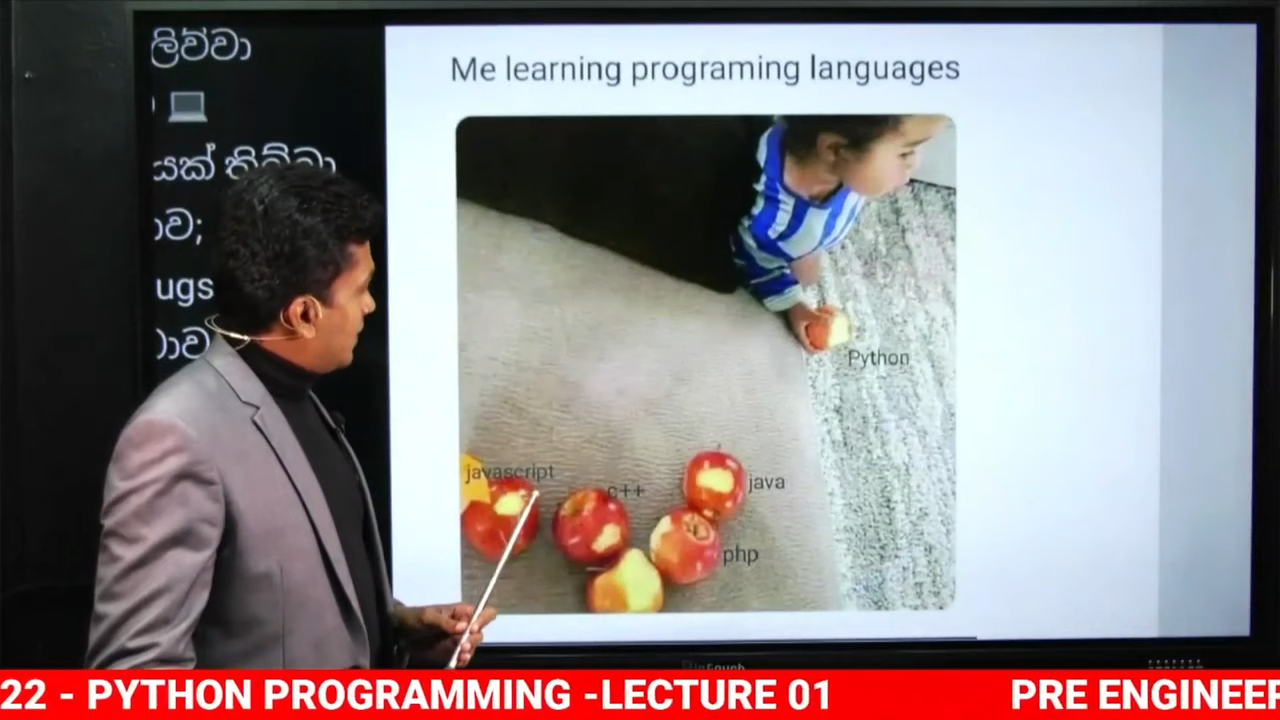 ලිව්වා
Me learning programing languages
යක් තිබ්බා
ාව;
ugs
Python
javascript
c++
java
php
22 - PYTHON PROGRAMMING -LECTURE 01
PRE ENGINEER